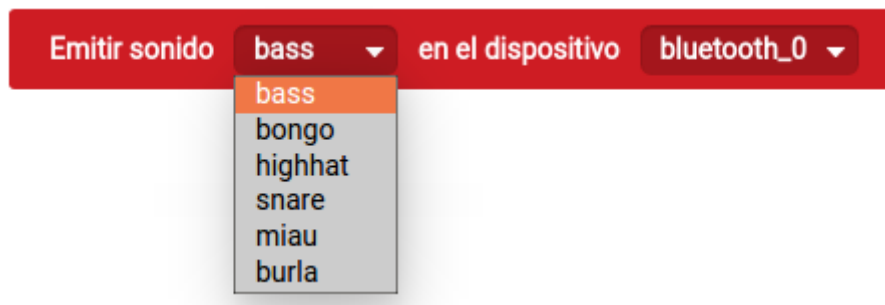 Emitir sonido bass en el dispositivo bluetooth_0
bass
bongo
highhat
snare
miau
burla